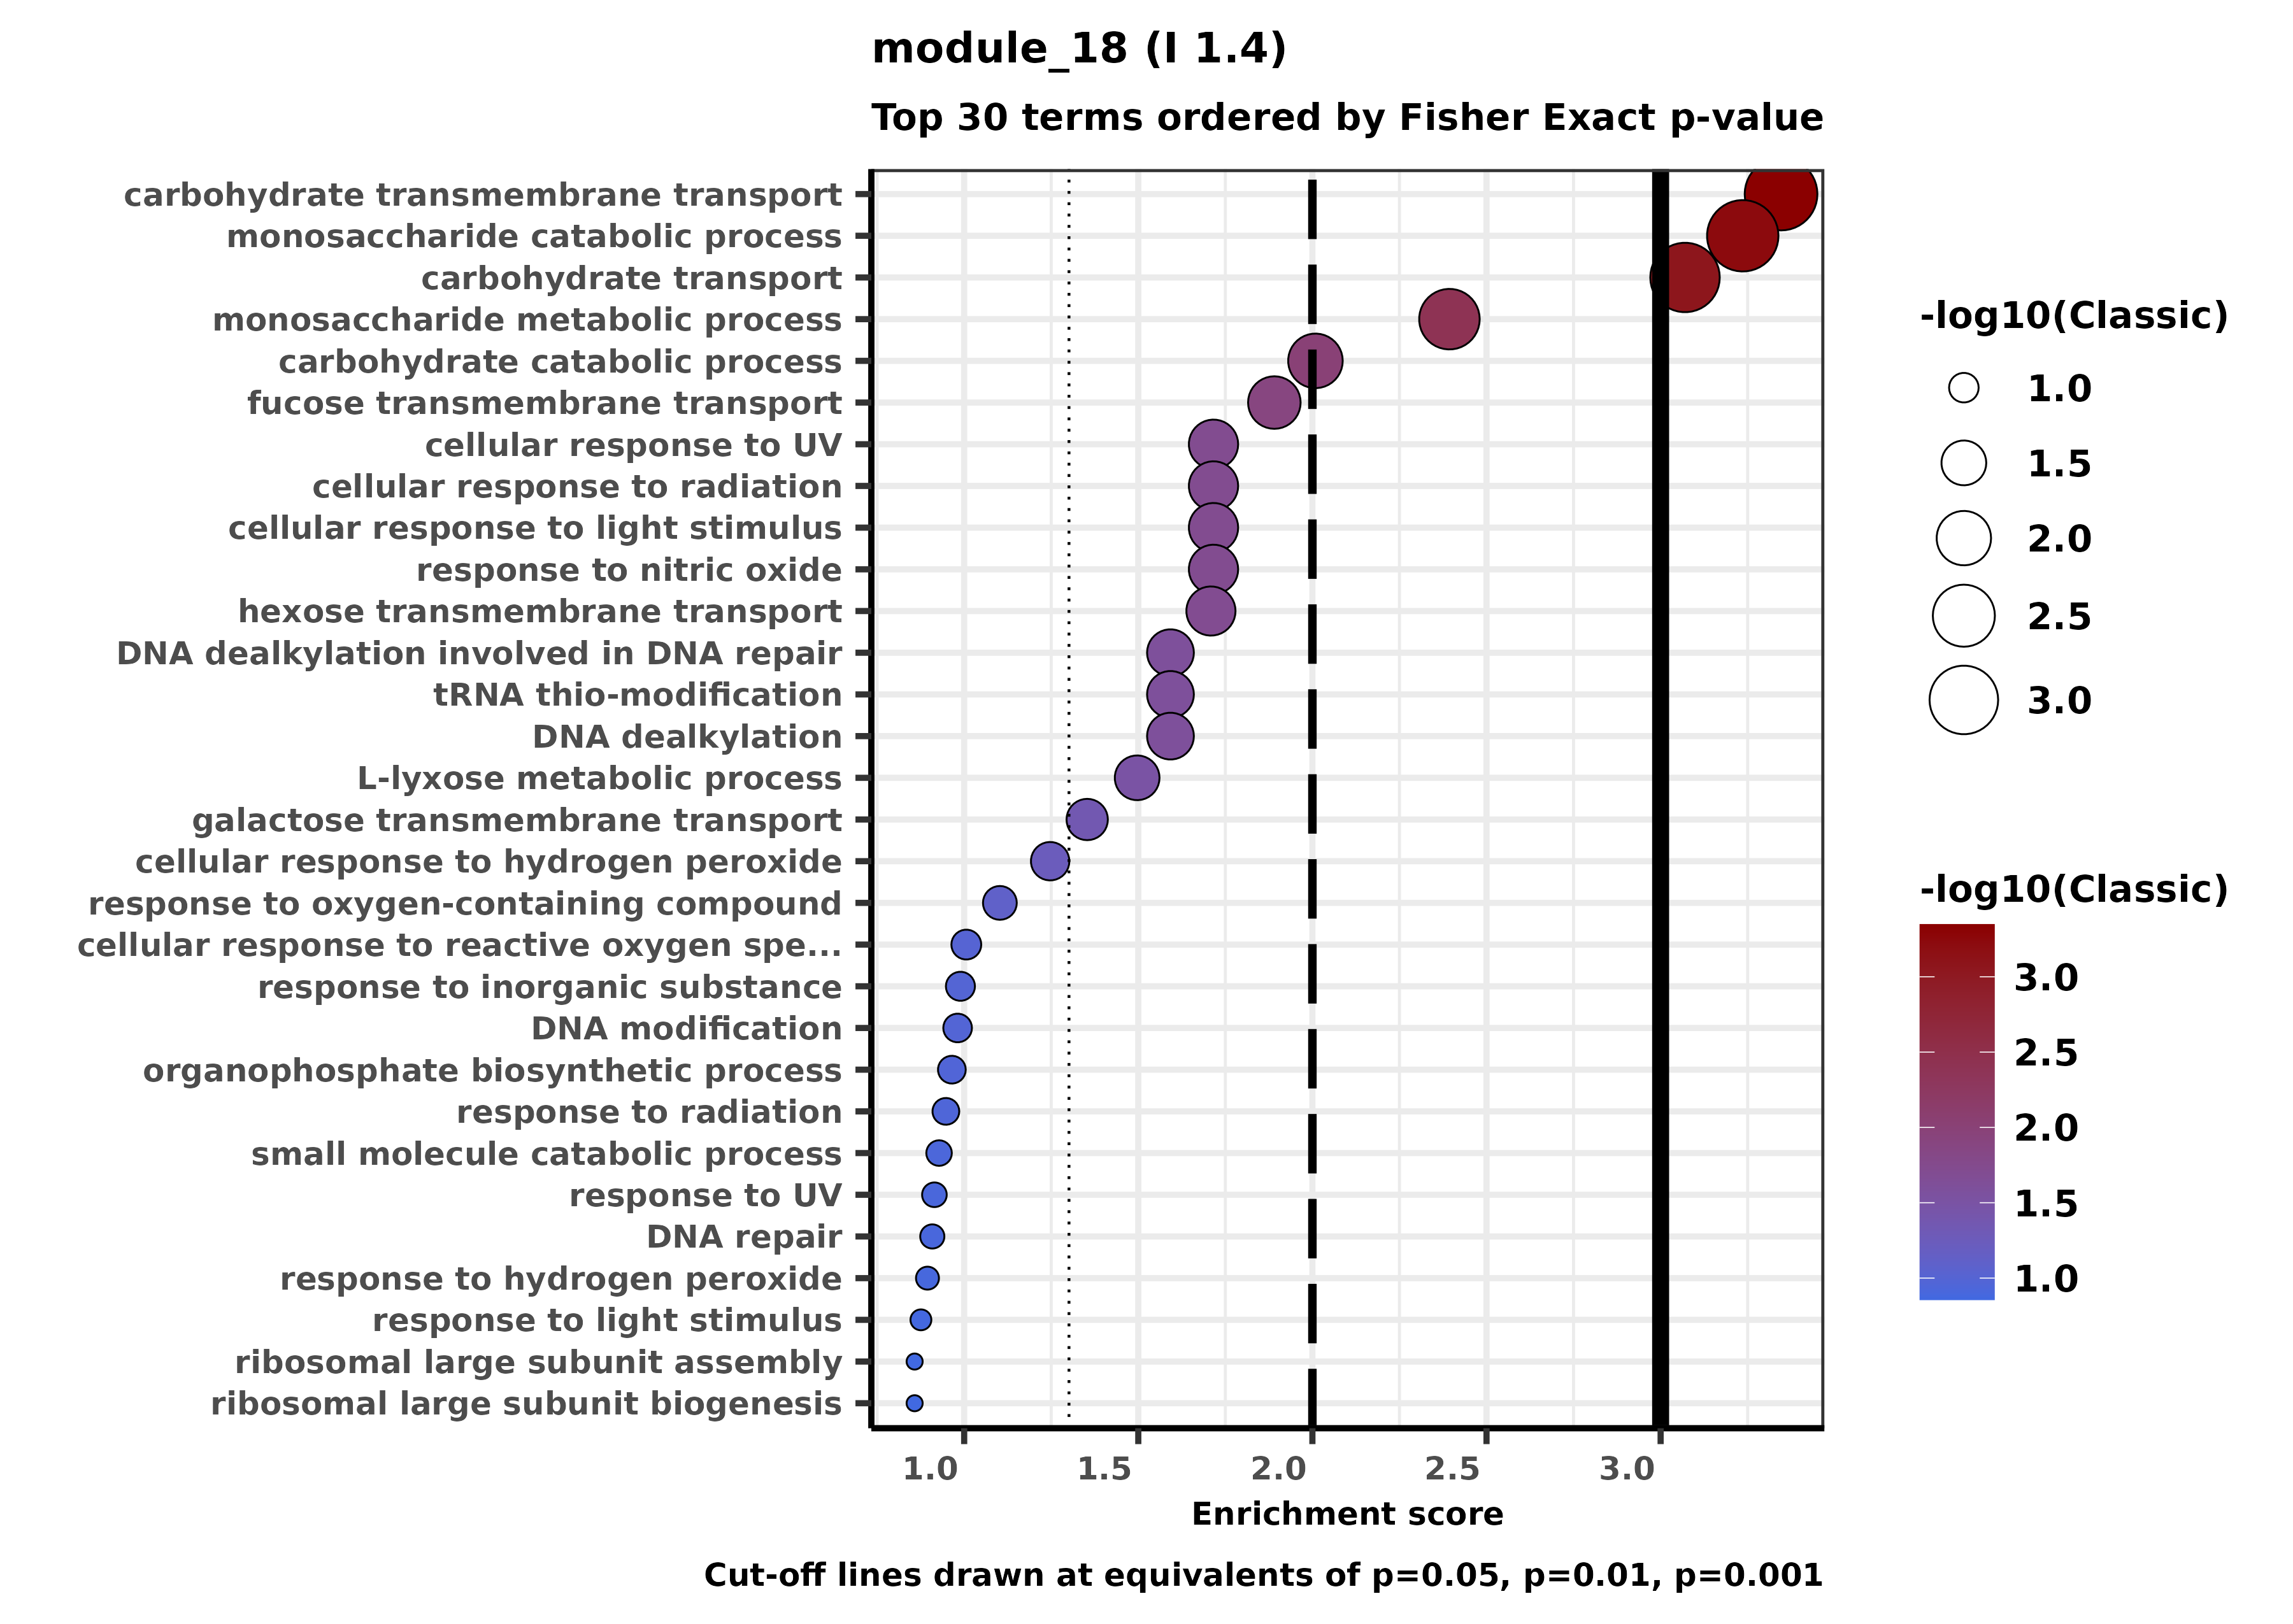 module_18 (I 1.4)
Top 30 terms ordered by Fisher Exact p-value
carbohydrate transmembrane transport
monosaccharide catabolic process
carbohydrate transport
monosaccharide metabolic process
carbohydrate catabolic process
fucose transmembrane transport
cellular response to UV
cellular response to radiation
cellular response to light stimulus
response to nitric oxide
hexose transmembrane transport
DNA dealkylation involved in DNA repair
tRNA thio-modification
DNA dealkylation
L-lyxose metabolic process
galactose transmembrane transport
cellular response to hydrogen peroxide
response to oxygen-containing compound
cellular response to reactive oxygen spe...
response to inorganic substance
DNA modification
organophosphate biosynthetic process
response to radiation
small molecule catabolic process
response to UV
DNA repair
response to hydrogen peroxide
response to light stimulus
ribosomal large subunit assembly
ribosomal large subunit biogenesis
1.0 1.5 2.0 2.5 3.0
Enrichment score
Cut-off lines drawn at equivalents of p=0.05, p=0.01, p=0.001
-log10(Classic)
1.0
1.5
2.0
2.5
3.0
-log10(Classic)
3.0
2.5
2.0
1.5
1.0